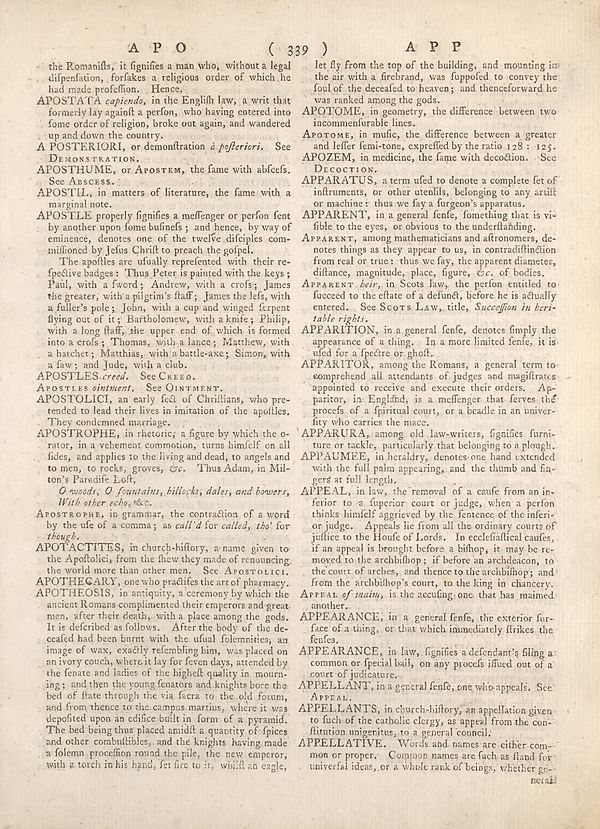 A P O ( 339 ) A P P
the Romanists, it signifies a man who, without a legal
dispensation, forsakes a religious order of which he
had made profession. Hence,
APOSTATA capiendo, in the English law, a writ that
formerly lay against a person, who having entered into
some order of religion, broke out again, and wandered
up and down the country.
A POSTERIORI, or demonstration à posteriori. See
DEMONSTRATION.
APOSTHUME, or APOSTEM, the same with abscess.
See ABSCESS.
APOSTIL, in matters of literature, the same with a
marginal note.
APOSTLE properly signifies a messenger or person sent
by another upon some business; and hence, by way of
eminence, denotes one of the twelve disciples com-
missioned by Jesus Christ to preach the gospel.
The apostles are usually represented with their re-
spective badges: Thus Peter is painted with the keys;
Paul, with a sword; Andrew, with a cross; James
the greater, with a pilgrim's staff; James the less, with
a fuller's pole; John, with a cup and winged serpent
flying out of it; Bartholomew, with a knife; Philip,
with a long staff, the upper end of which is formed
into a cross; Thomas, with a lance; Matthew, with
a hatchet; Matthias, with a battle-axe; Simon, with
a saw; and Jude, with a club.
APOSTLES creed. See CREED.
APOSTLES ointment. See OINTMENT.
APOSTOLICI, an early sect of Christians, who pre-
tended to lead their lives in imitation of the apostles.
They condemned marriage.
APOSTROPHE, in rhetoric, a figure by which the o-
rator, in a vehement commotion, turns himself on all
sides, and applies to the living and dead, to angels and
to men, to rocks, groves, &c. Thus Adam, in Mil-
ton's Paradise Lost,
O woods, O fountains, hillocks, dales, and bowers,
With other echo, &c.
APOSTROPHE, in grammar, the contraction of a word
by the use of a comma; as call'd for called, tho' for
though.
APOTACTITES, in church-history, a name given to
the Apostolici, from the shew they made of renouncing
the world more than other men. See APOSTOLICI.
APOTHECARY, one who practises the art of pharmacy.
APOTHEOSIS, in antiquity, a ceremony by which the
ancient Romans complimented their emperors and great
men, after their death, with a place among the gods.
It is described as follows. After the body of the de-
ceased had been burnt with the usual solemnities, an
image of wax, exactly resembling him, was placed on
an ivory couch, where it lay for seven days, attended by
the senate and ladies of the highest quality in mourn-
ing; and then the young senators and knights bore the
bed of state through the via sacra to the old forum,
and from thence to the campus martius, where it was
deposited upon an edifice built in form of a pyramid.
The bed being thus placed amidst a quantity of spices
and other combustibles, and the knights having made
a solemn procession round the pile, the new emperor,
with a torch in his hand, set fire to it, whilst an eagle,
let fly from the top of the building, and mounting in
the air with a firebrand, was supposed to convey the
soul of the deceased to heaven; and thenceforward he
was ranked among the gods.
APOTOME, in geometry, the difference between two
incommensurable lines.
APOTOME, in music, the difference between a greater
and lesser semi-tone, expressed by the ratio 128 : 125.
APOZEM, in medicine, the same with decoction. See
DECOCTION.
APPARATUS, a term used to denote a complete set of
instruments, or other utensils, belonging to any artist
or machine: thus we say a surgeon's apparatus.
APPARENT, in a general sense, something that is vi-
sible to the eyes, or obvious to the understanding.
APPARENT, among mathematicians and astronomers, de-
notes things as they appear to us, in contradistinction
from real or true: thus we say, the apparent diameter,
distance, magnitude, place, figure, &c. of bodies.
APPARENT heir, in Scots law, the person entitled to
succeed to the estate of a defunct, before he is actually
entered. See SCOTS LAW, title, Succession in heri-
table rights.
APPARITION, in a general sense, denotes simply the
appearance of a thing. In a more limited sense, it is
used for a spectre or ghost.
APPARITOR, among the Romans, a general term to
comprehend all attendants of judges and magistrates
appointed to receive and execute their orders. Ap-
paritor, in England, is a messenger that serves the
process of a spiritual court, or a beadle in an univer-
sity who carries the mace.
APPARURA, among old law-writers, signifies furni-
ture or tackle, particularly that belonging to a plough.
APPAUMEE, in heraldry, denotes one hand extended
with the full palm appearing, and the thumb and fin-
gers at full length.
APPEAL, in law, the removal of a cause from an in-
ferior to a superior court or judge, when a person
thinks himself aggrieved by the sentence of the inferi-
or judge. Appeals lie from all the ordinary courts of
justice to the House of Lords. In ecclesiastical causes,
if an appeal is brought before a bishop, it may be re-
moved to the archbishop; if before an archdeacon, to
the court of arches, and thence to the archbishop; and
from the archbishop's court, to the king in chancery.
APPEAL of maim, is the accusing one that has maimed
another.
APPEARANCE, in a general sense, the exterior sur-
face of a thing, or that which immediately strikes the
senses.
APPEARANCE, in law, signifies a defendant's filing a
common or special bail, on any process issued out of a
court of judicature.
APPELLANT, in a general sense, one who appeals. See
APPEAL.
APPELLANTS, in church-history, an appellation given
to such of the catholic clergy, as appeal from the con-
stitution unigenitus, to a general council.
APPELLATIVE. Words and names are either com-
mon or proper. Common names are such as stand for
universal ideas, or a whole rank of beings, whether ge-
neral